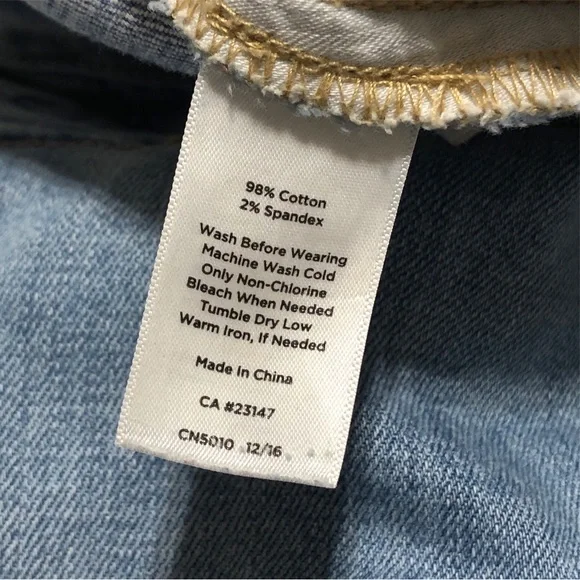 98% Cotton
2% Spandex
Wash Before Wearing
Machine Wash Cold
Only Non-Chlorine
Bleach When Needed
Tumble Dry Low
Warm Iron, If Needed
Made In China
CA #23147
CN5010 12/16